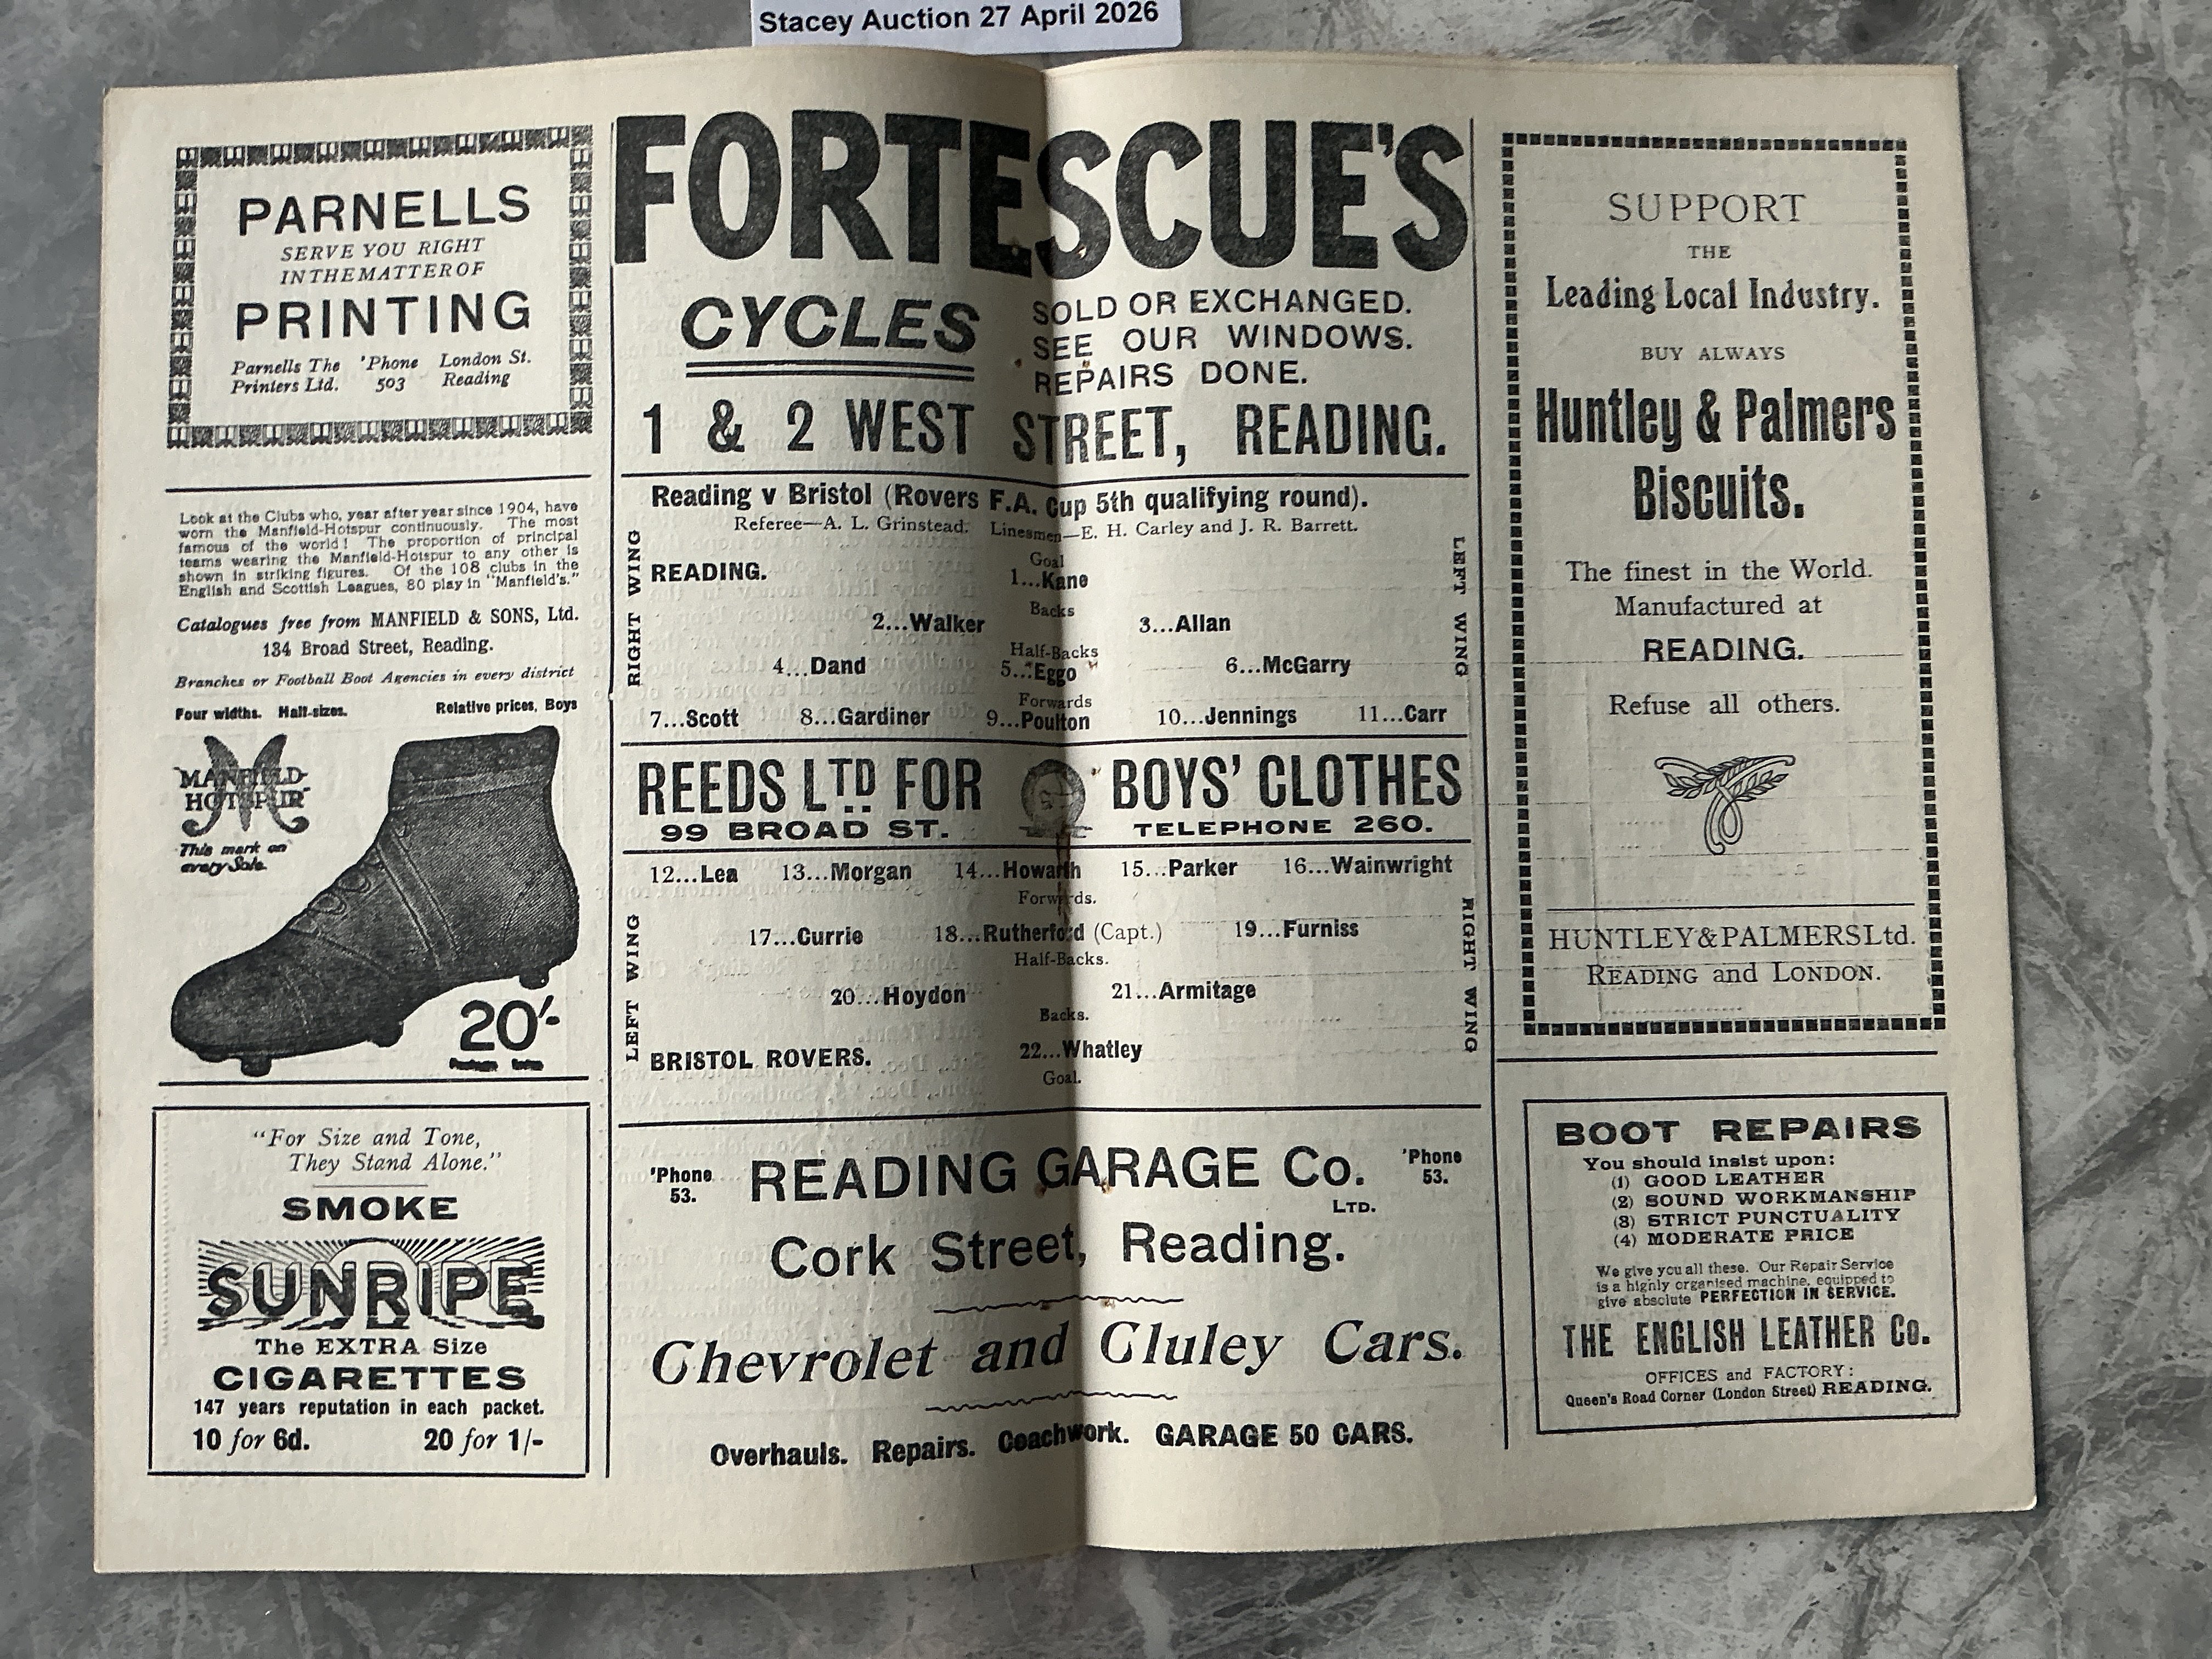 Stacey Auction 27 April 2026
PARNELLS
SERVE YOU RIGHT
IN THE MATTER OF
PRINTING
Parnells The Printers Ltd. 'Phone 503 London St. Reading
Look at the Clubs who, year after year since 1904, have
worn the Manfield-Hotspur continuously. The most
famous of the world! The proportion of principal
teams wearing the Manfield-Hotspur to any other is
shown in striking figures. Of the 108 clubs in the
English and Scottish Leagues, 80 play in "Manfield's."
Catalogues free from MANFIELD & SONS, Ltd.
134 Broad Street, Reading.
Branches or Football Boot Agencies in every district
Four widths. Half-sizes. Relative prices, Boys
M
MANFIELD-
HOTSPUR
This mark on
every Sole.
20'-
"For Size and Tone,
They Stand Alone."
SMOKE
SUNRIPE
The EXTRA Size
CIGARETTES
147 years reputation in each packet.
10 for 6d. 20 for 1/-
FORTESCUE'S
CYCLES
SOLD OR EXCHANGED.
SEE OUR WINDOWS.
REPAIRS DONE.
1 & 2 WEST STREET, READING.
Reading v Bristol (Rovers F.A. Cup 5th qualifying round).
Referee—A. L. Grinstead. Linesmen—E. H. Carley and J. R. Barrett.
RIGHT WING
LEFT WING
Goal
READING. 1...Kane
Backs
2...Walker 3...Allan
Half-Backs
4...Dand 5...Eggo 6...McGarry
Forwards
7...Scott 8...Gardiner 9...Poulton 10...Jennings 11...Carr
REEDS LTD FOR BOYS' CLOTHES
99 BROAD ST. TELEPHONE 260.
12...Lea 13...Morgan 14...Howarth 15...Parker 16...Wainwright
Forwards.
17...Currie 18...Rutherford (Capt.) 19...Furniss
Half-Backs.
LEFT WING
RIGHT WING
20...Hoydon 21...Armitage
Backs.
BRISTOL ROVERS. 22...Whatley
Goal.
'Phone 53. READING GARAGE Co. LTD. 'Phone 53.
Cork Street, Reading.
Chevrolet and Cluley Cars.
Overhauls. Repairs. Coachwork. GARAGE 50 CARS.
SUPPORT
THE
Leading Local Industry.
BUY ALWAYS
Huntley & Palmers
Biscuits.
The finest in the World.
Manufactured at
READING.
Refuse all others.
HUNTLEY & PALMERS Ltd.
READING and LONDON.
BOOT REPAIRS
You should insist upon:
(1) GOOD LEATHER
(2) SOUND WORKMANSHIP
(3) STRICT PUNCTUALITY
(4) MODERATE PRICE
We give you all these. Our Repair Service
is a highly organised machine, equipped to
give absolute PERFECTION IN SERVICE.
THE ENGLISH LEATHER Co.
OFFICES and FACTORY:
Queen's Road Corner (London Street) READING.